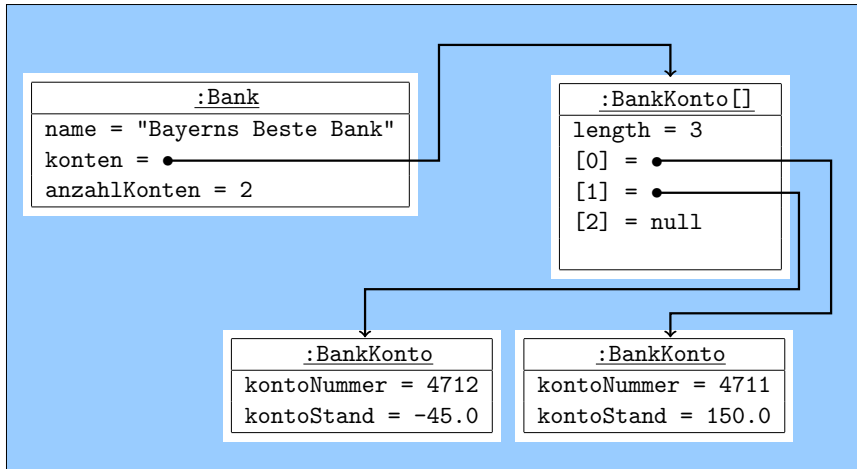 :Bank
name = "Bayerns Beste Bank"
konten =
anzahlKonten = 2
:BankKonto[]
length = 3
[0] =
[1] =
[2] = null
:BankKonto
kontoNummer = 4712
kontoStand = -45.0
:BankKonto
kontoNummer = 4711
kontoStand = 150.0